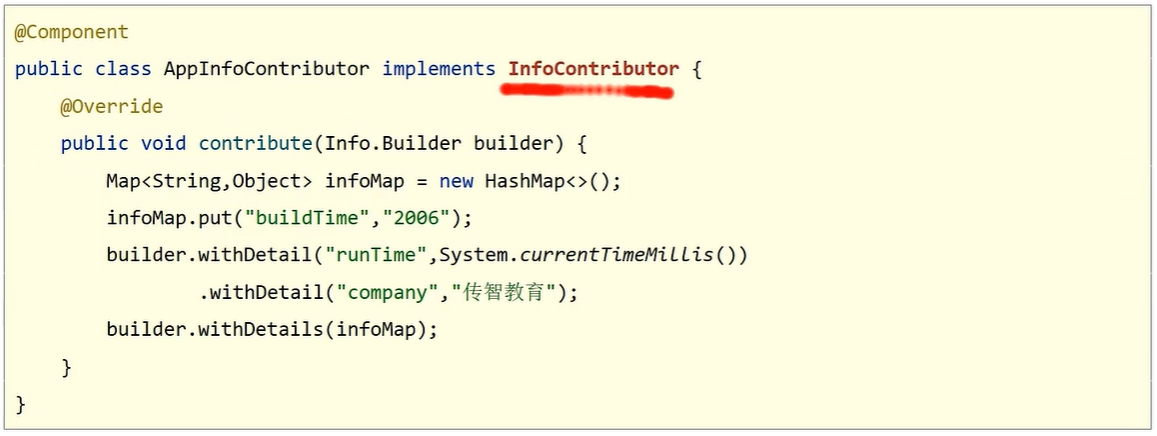 @Component
public class AppInfoContributor implements InfoContributor {
@Override
public void contribute(Info.Builder builder) {
Map<String,Object> infoMap = new HashMap<>();
infoMap.put("buildTime","2006");
builder.withDetail("runTime",System.currentTimeMillis())
.withDetail("company","传智教育");
builder.withDetails(infoMap);
}
}